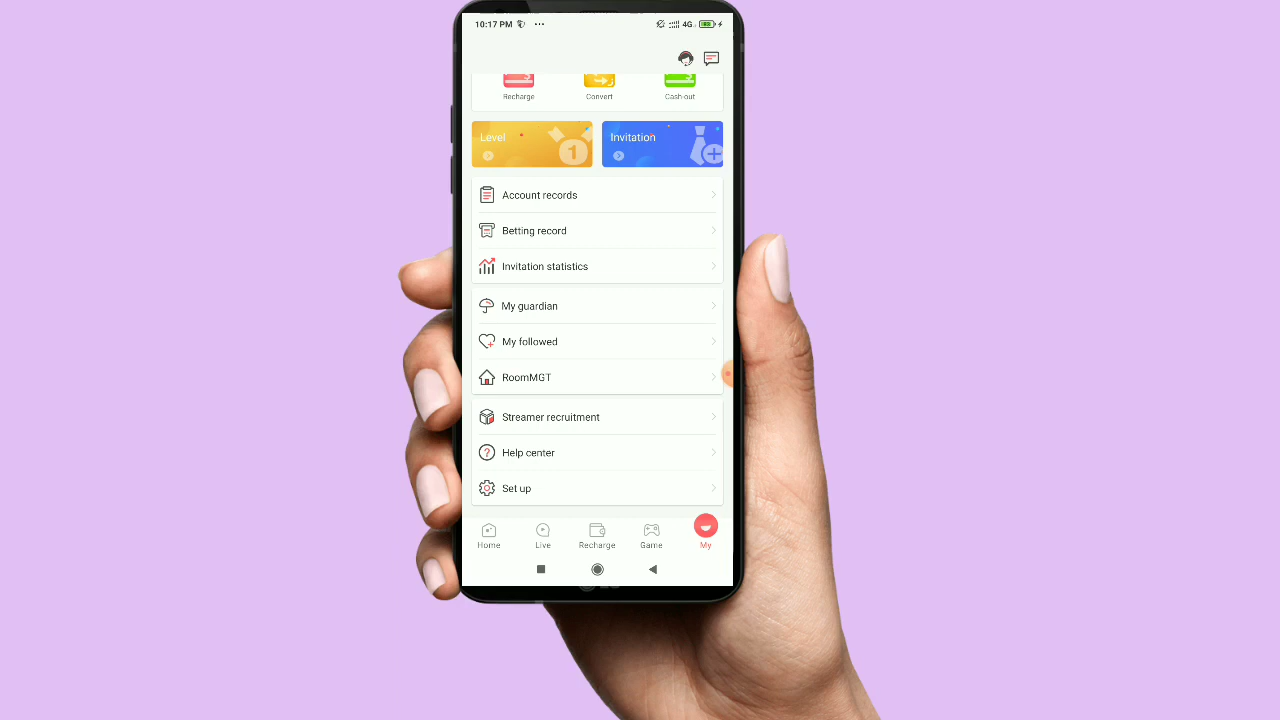 10:17 PM ... 4G
Recharge Convert Cash out
Level Invitation
1
Account records
Betting record
Invitation statistics
My guardian
My followed
RoomMGT
Streamer recruitment
Help center
Set up
Home Live Recharge Game My